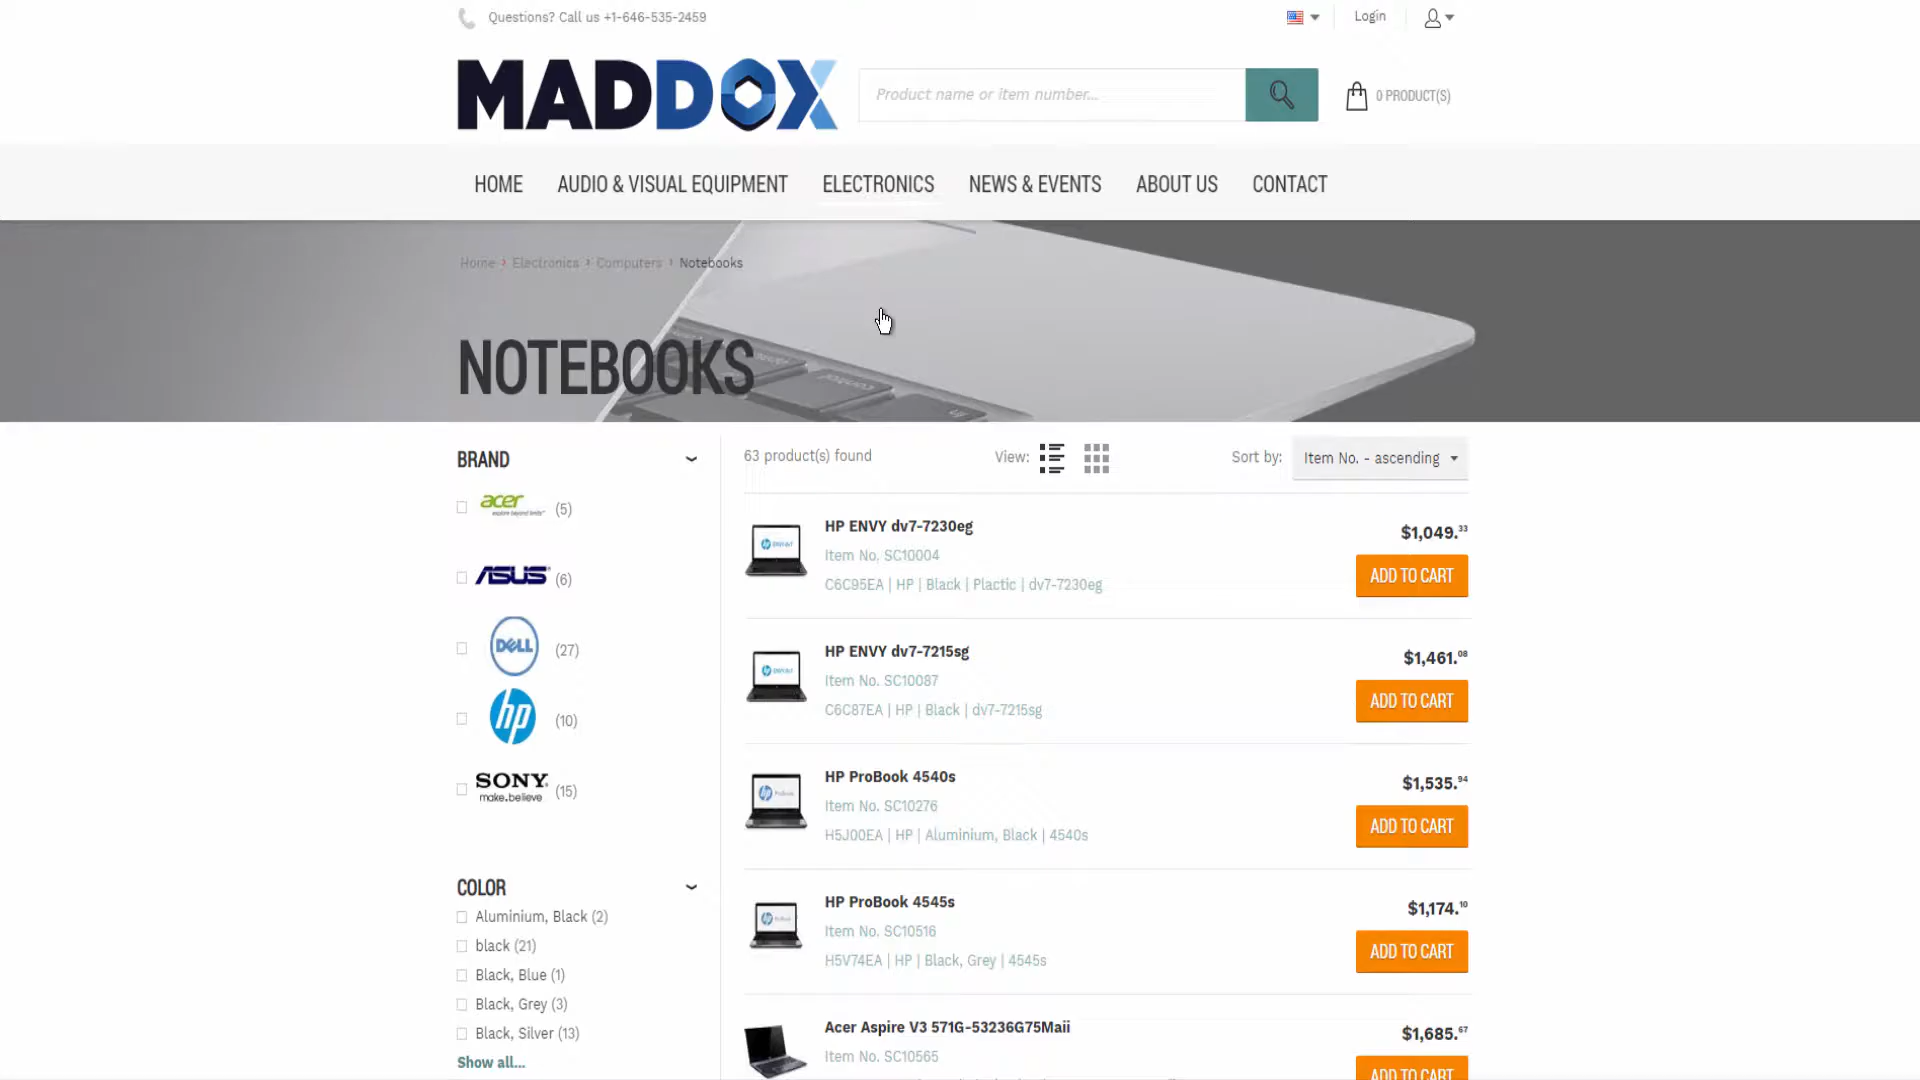 Questions? Call us +1-646-535-2459
Login
MADDOX
Product name or item number...
0 PRODUCT(S)
HOME
AUDIO & VISUAL EQUIPMENT
ELECTRONICS
NEWS & EVENTS
ABOUT US
CONTACT
Home › Electronics › Computers › Notebooks
NOTEBOOKS
BRAND
acer
explore beyond limits
(5)
ASUS (6)
DELL (27)
hp (10)
SONY
make.believe
(15)
COLOR
Aluminium, Black (2)
black (21)
Black, Blue (1)
Black, Grey (3)
Black, Silver (13)
Show all...
63 product(s) found
View:
Sort by: Item No. - ascending
HP ENVY dv7-7230eg
Item No. SC10004
C6C95EA | HP | Black | Plactic | dv7-7230eg
$1,049.33
ADD TO CART
HP ENVY dv7-7215sg
Item No. SC10087
C6C87EA | HP | Black | dv7-7215sg
$1,461.08
ADD TO CART
HP ProBook 4540s
Item No. SC10276
H5J00EA | HP | Aluminium, Black | 4540s
$1,535.94
ADD TO CART
HP ProBook 4545s
Item No. SC10516
H5V74EA | HP | Black, Grey | 4545s
$1,174.10
ADD TO CART
Acer Aspire V3 571G-53236G75Maii
Item No. SC10565
$1,685.67
ADD TO CART